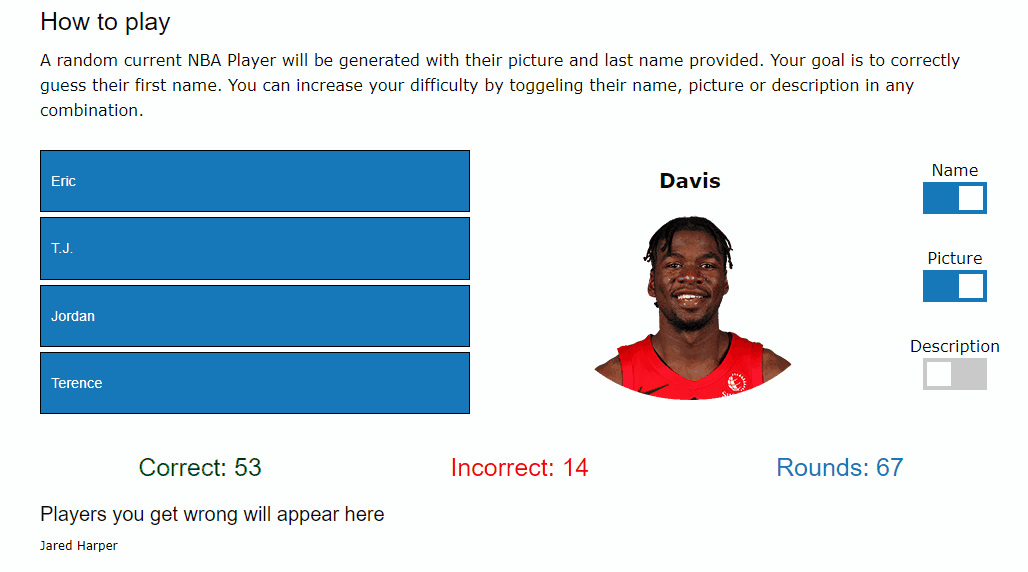 How to play
A random current NBA Player will be generated with their picture and last name provided. Your goal is to correctly
guess their first name. You can increase your difficulty by toggeling their name, picture or description in any
combination.
Eric
T.J.
Jordan
Terence
Davis
Name
Picture
Description
Correct: 53
Incorrect: 14
Rounds: 67
Players you get wrong will appear here
Jared Harper